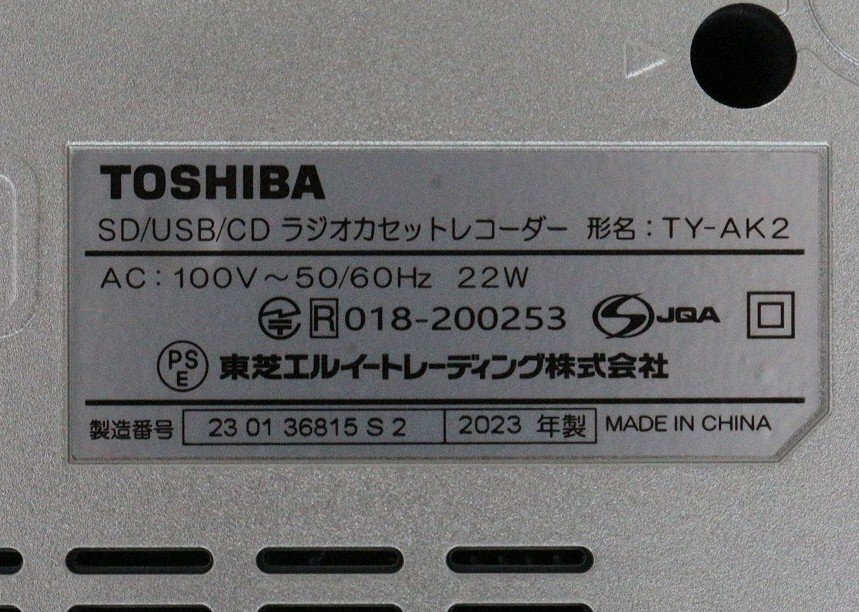 TOSHIBA
SD/USB/CD ラジオカセットレコーダー 形名：TY-AK2
AC：100V～50/60Hz 22W
R 018-200253 JQA
PSE 東芝エルイートレーディング株式会社
製造番号 23 01 36815 S 2 2023 年製 MADE IN CHINA